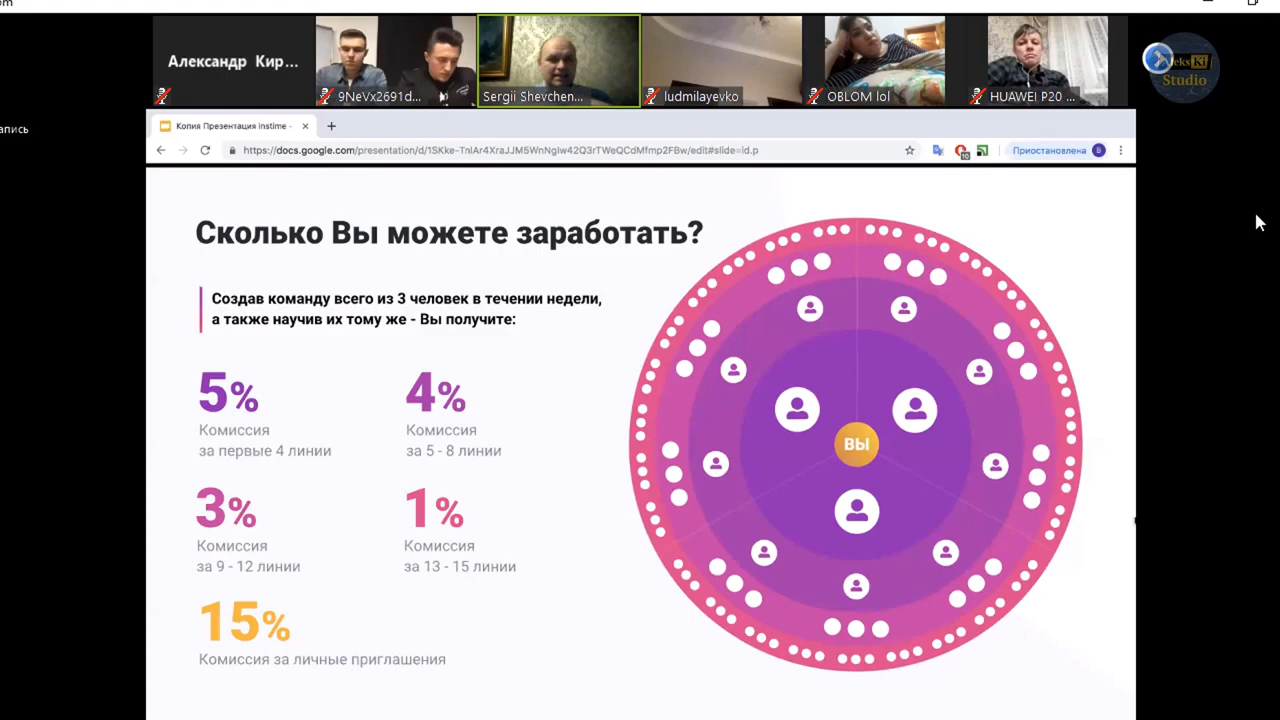 om
Александр Кир...
9NeVx2691d...
Sergii Shevchen...
ludmilayevko
OBLOM lol
HUAWEI P20 ...
Studio
апись
Копия Презентация Instime -
https://docs.google.com/presentation/d/1SKke-TnlAr4XraJJM5WnNgIw42Q3rTWeQCdMfmp2FBw/edit#slide=id.p
10
Приостановлена
B
Сколько Вы можете заработать?
Создав команду всего из 3 человек в течении недели,
а также научив их тому же - Вы получите:
5%
Комиссия
за первые 4 линии
4%
Комиссия
за 5 - 8 линии
3%
Комиссия
за 9 - 12 линии
1%
Комиссия
за 13 - 15 линии
15%
Комиссия за личные приглашения
ВЫ